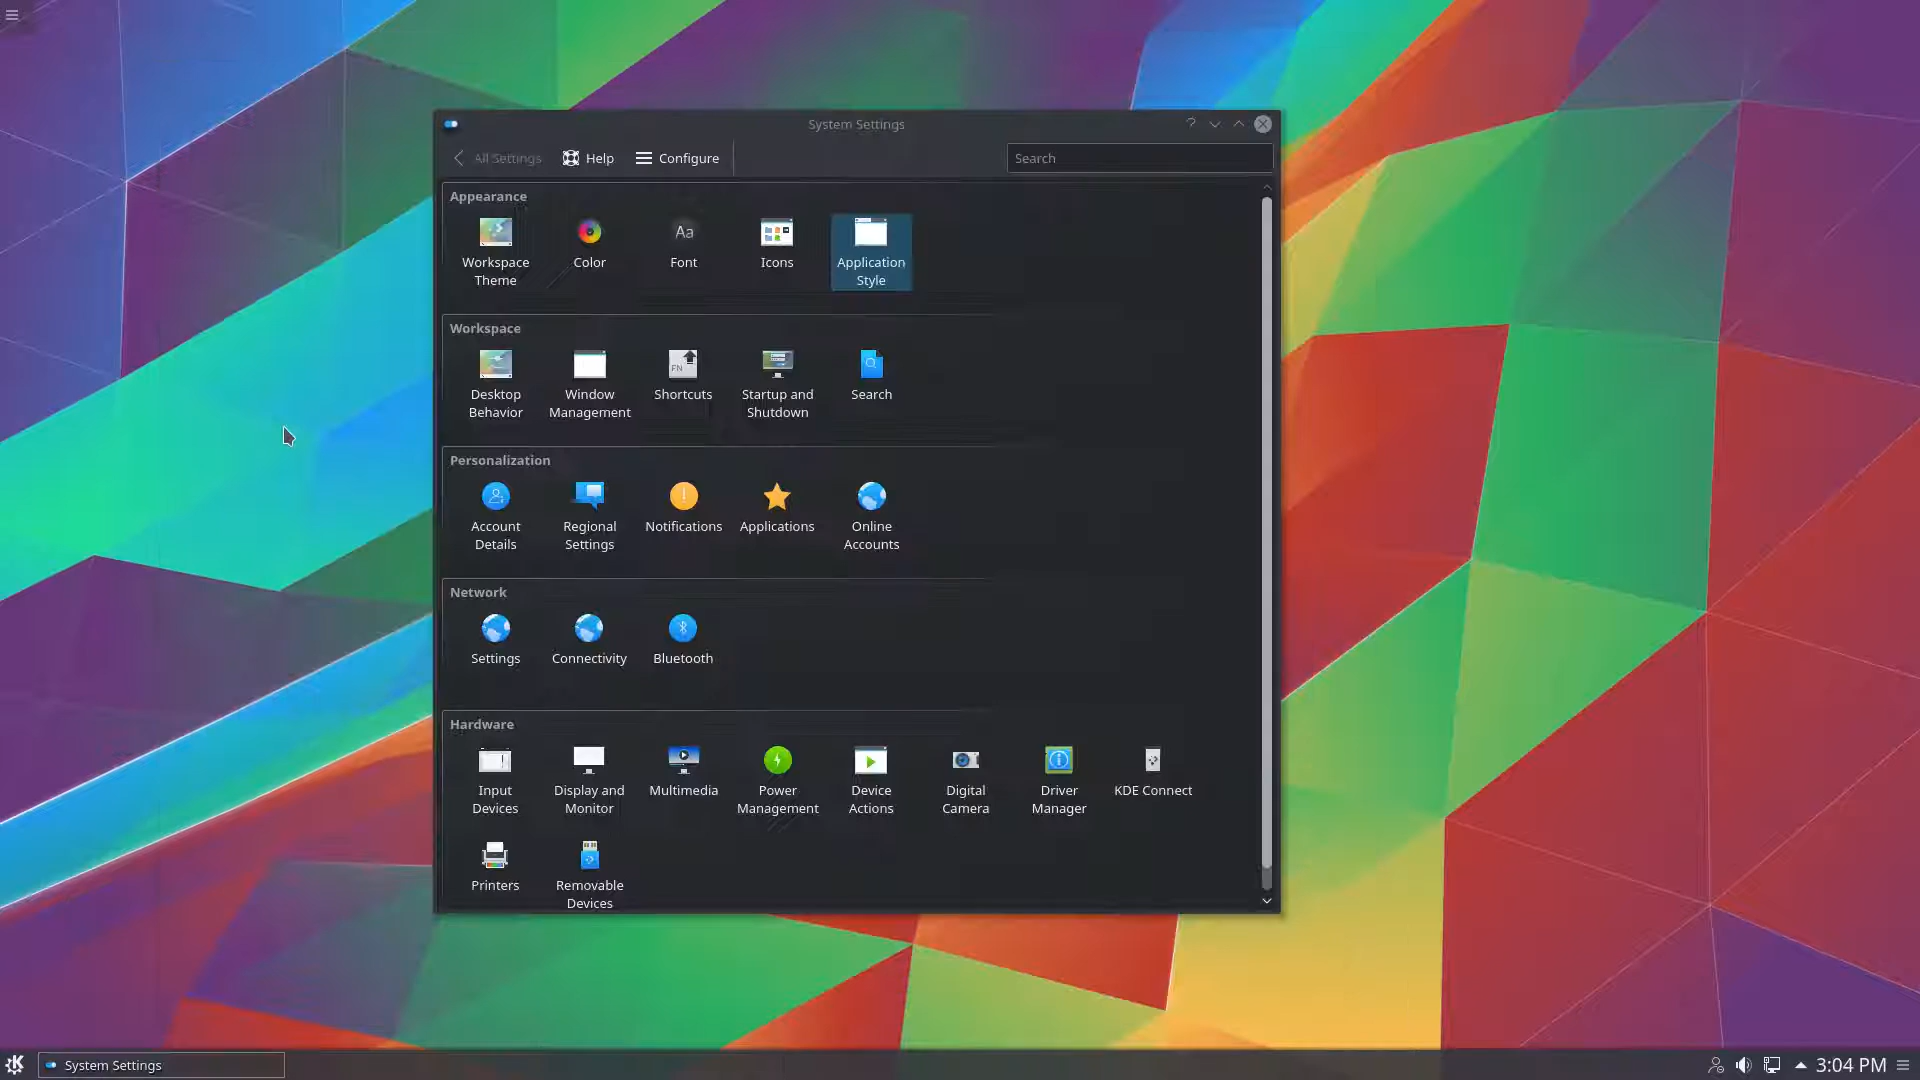 System Settings
All Settings Help Configure Search
Appearance
Workspace Theme
Color
Font
Icons
Application Style
Workspace
Desktop Behavior
Window Management
Shortcuts
Startup and Shutdown
Search
Personalization
Account Details
Regional Settings
Notifications
Applications
Online Accounts
Network
Settings
Connectivity
Bluetooth
Hardware
Input Devices
Display and Monitor
Multimedia
Power Management
Device Actions
Digital Camera
Driver Manager
KDE Connect
Printers
Removable Devices
System Settings
3:04 PM